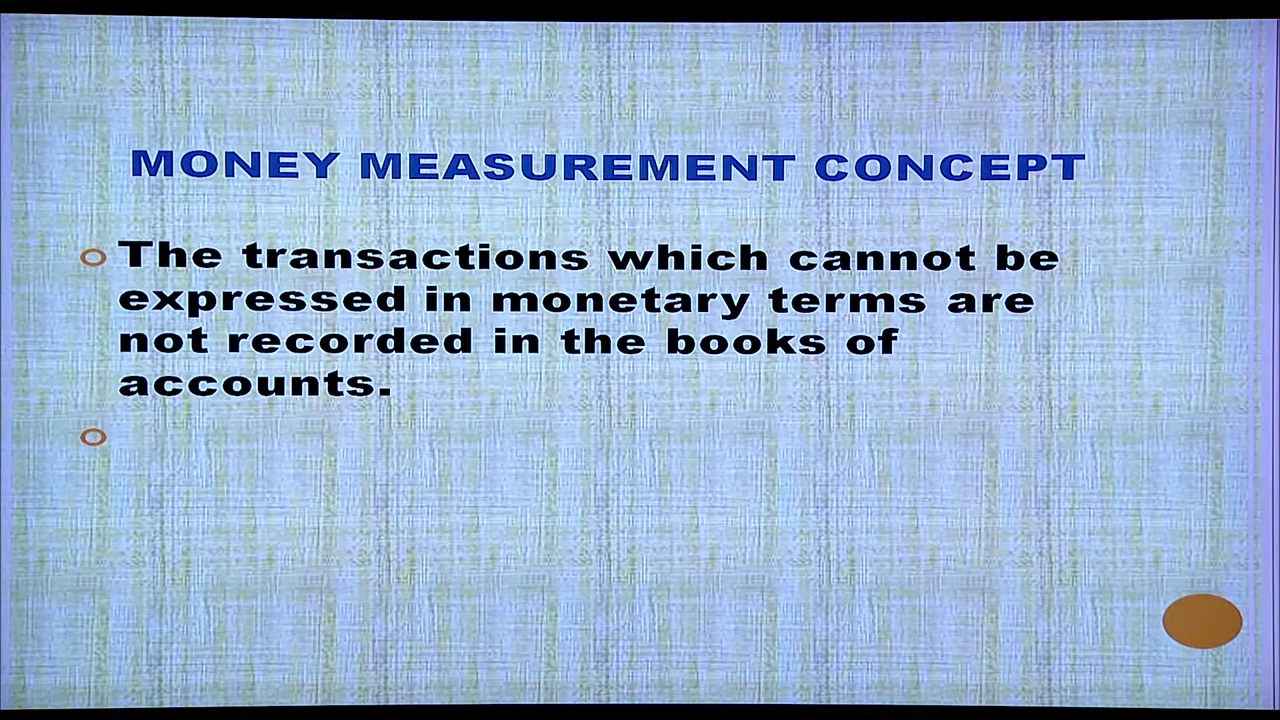 MONEY MEASUREMENT CONCEPT
The transactions which cannot be
expressed in monetary terms are
not recorded in the books of
accounts.